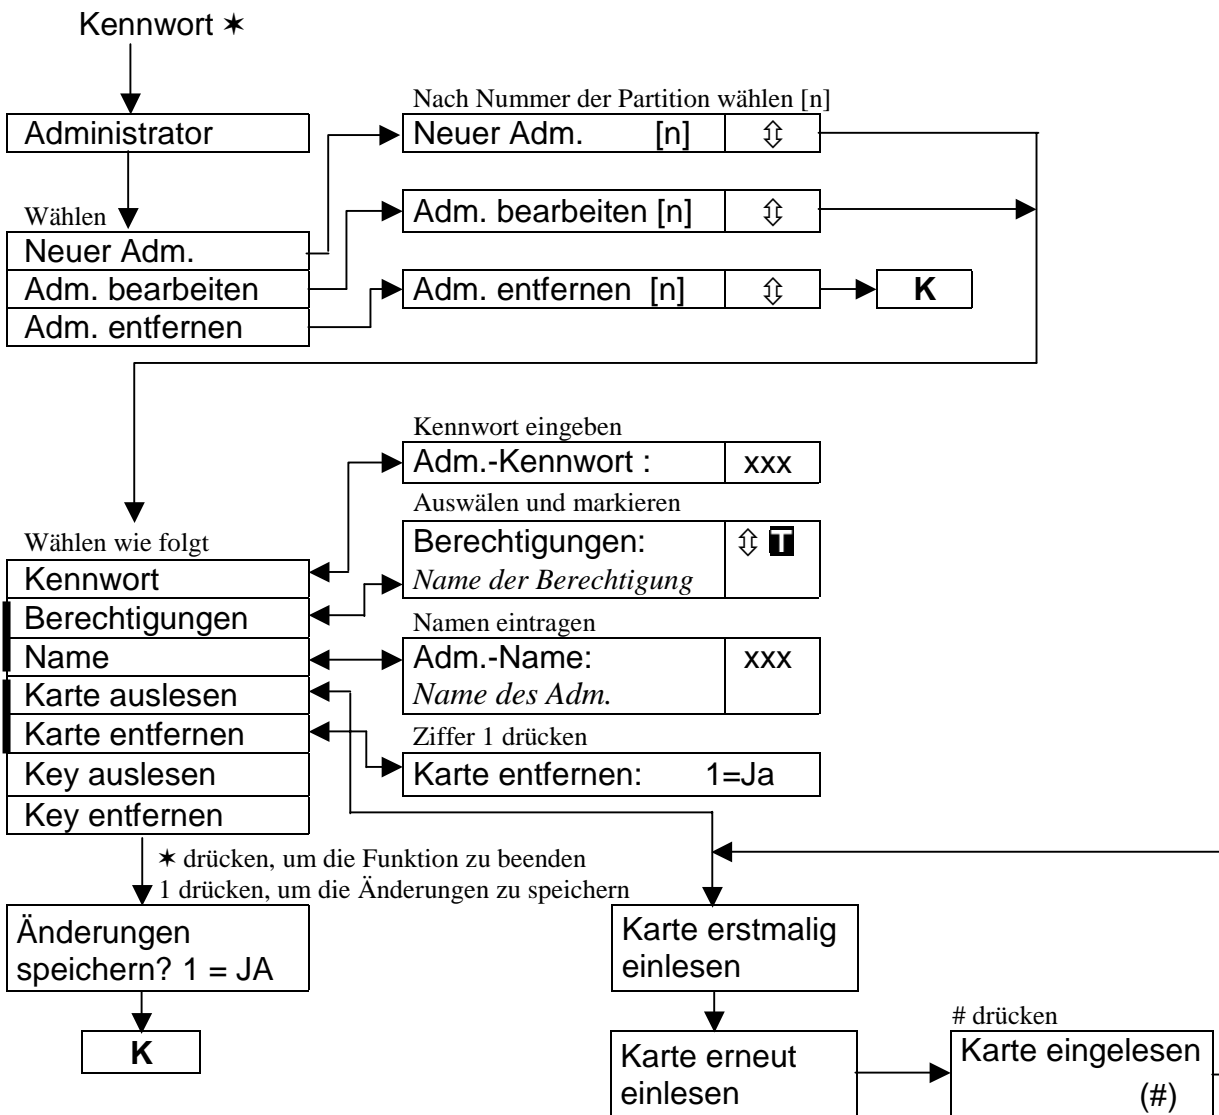 Kennwort ✶
Administrator
Wählen
Neuer Adm.
Adm. bearbeiten
Adm. entfernen
Nach Nummer der Partition wählen [n]
Neuer Adm. [n] ⇳
Adm. bearbeiten [n] ⇳
Adm. entfernen [n] ⇳
K
Wählen wie folgt
Kennwort
Berechtigungen
Name
Karte auslesen
Karte entfernen
Key auslesen
Key entfernen
Kennwort eingeben
Adm.-Kennwort : xxx
Auswälen und markieren
Berechtigungen: ⇳ T
Name der Berechtigung
Namen eintragen
Adm.-Name: xxx
Name des Adm.
Ziffer 1 drücken
Karte entfernen: 1=Ja
✶ drücken, um die Funktion zu beenden
1 drücken, um die Änderungen zu speichern
Änderungen
speichern? 1 = JA
K
Karte erstmalig
einlesen
Karte erneut
einlesen
# drücken
Karte eingelesen
(#)